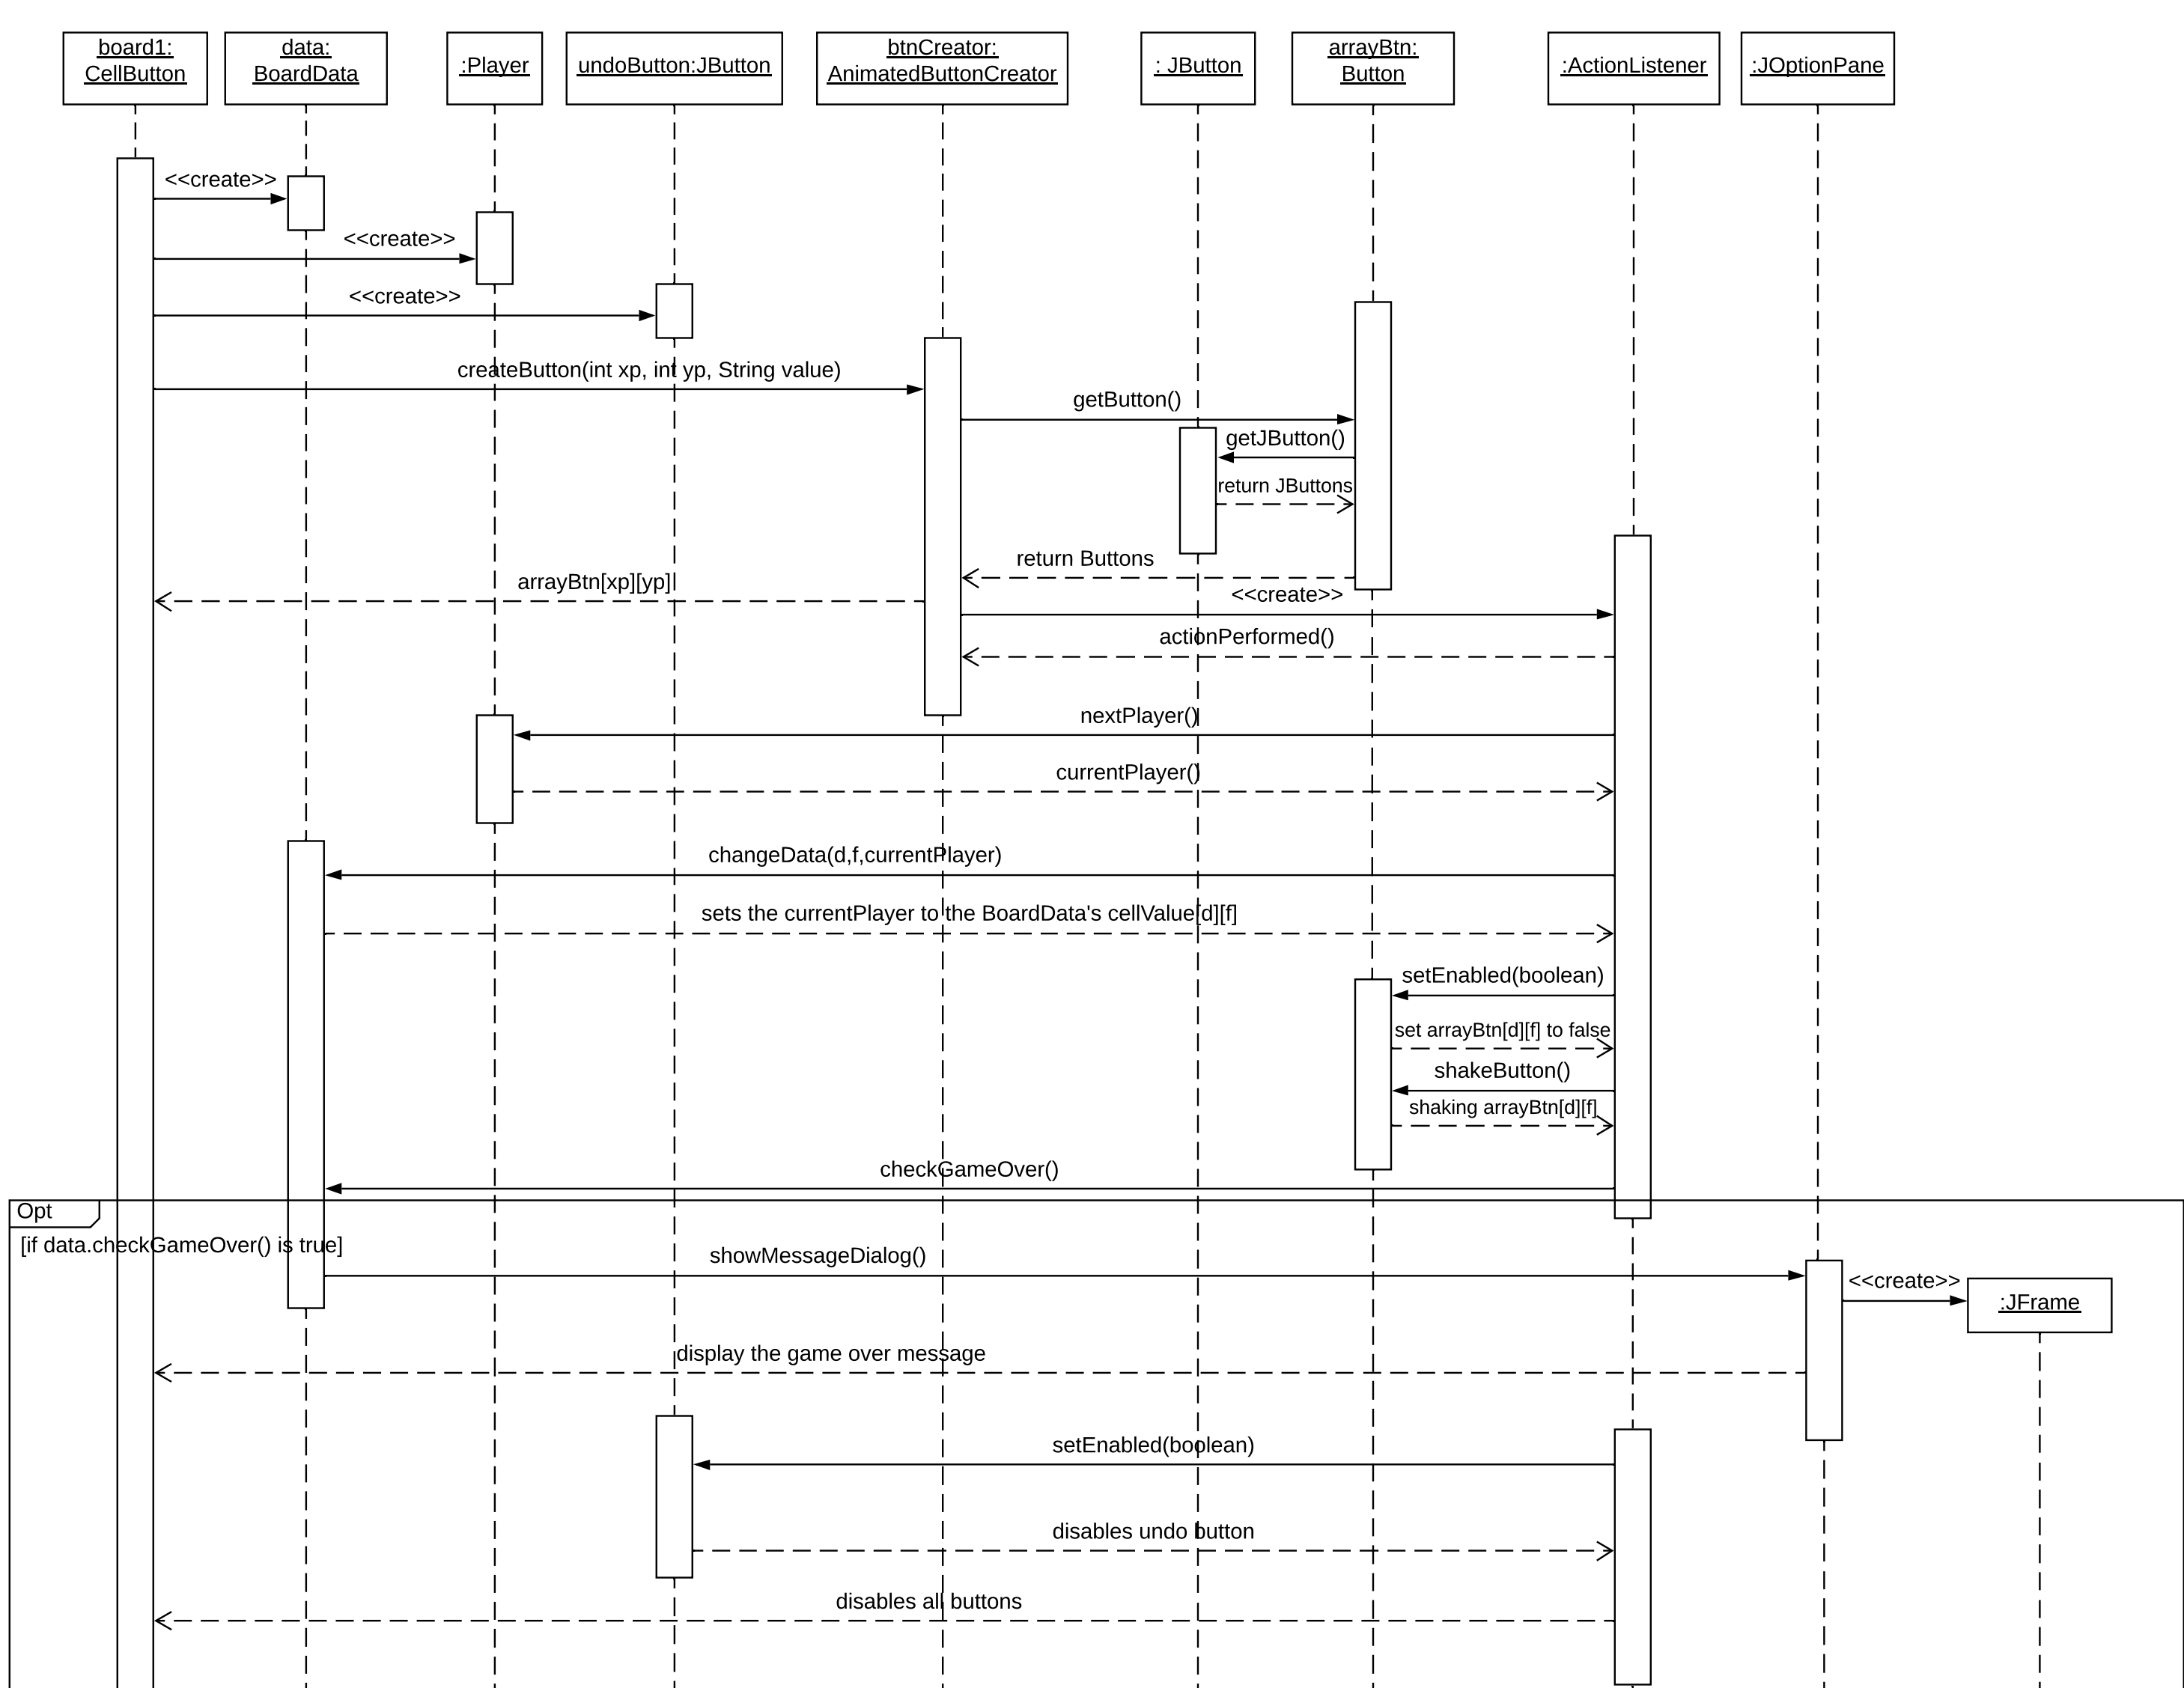 board1:
CellButton
data:
BoardData
:Player
undoButton:JButton
btnCreator:
AnimatedButtonCreator
: JButton
arrayBtn:
Button
:ActionListener
:JOptionPane
<<create>>
<<create>>
<<create>>
createButton(int xp, int yp, String value)
getButton()
getJButton()
return JButtons
return Buttons
arrayBtn[xp][yp]
<<create>>
actionPerformed()
nextPlayer()
currentPlayer()
changeData(d,f,currentPlayer)
sets the currentPlayer to the BoardData's cellValue[d][f]
setEnabled(boolean)
set arrayBtn[d][f] to false
shakeButton()
shaking arrayBtn[d][f]
checkGameOver()
Opt
[if data.checkGameOver() is true]
showMessageDialog()
<<create>>
:JFrame
display the game over message
setEnabled(boolean)
disables undo button
disables all buttons